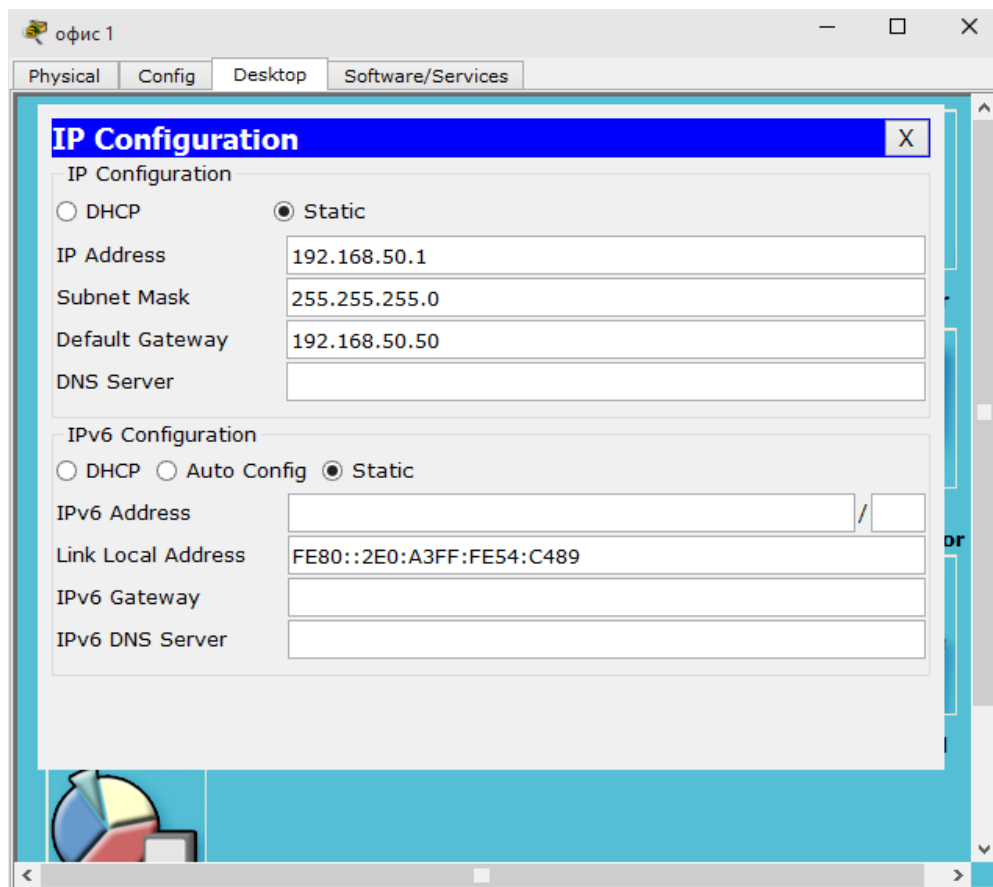 офис 1
Physical Config Desktop Software/Services
IP Configuration X
IP Configuration
DHCP Static
IP Address 192.168.50.1
Subnet Mask 255.255.255.0
Default Gateway 192.168.50.50
DNS Server
IPv6 Configuration
DHCP Auto Config Static
IPv6 Address /
Link Local Address FE80::2E0:A3FF:FE54:C489
IPv6 Gateway
IPv6 DNS Server